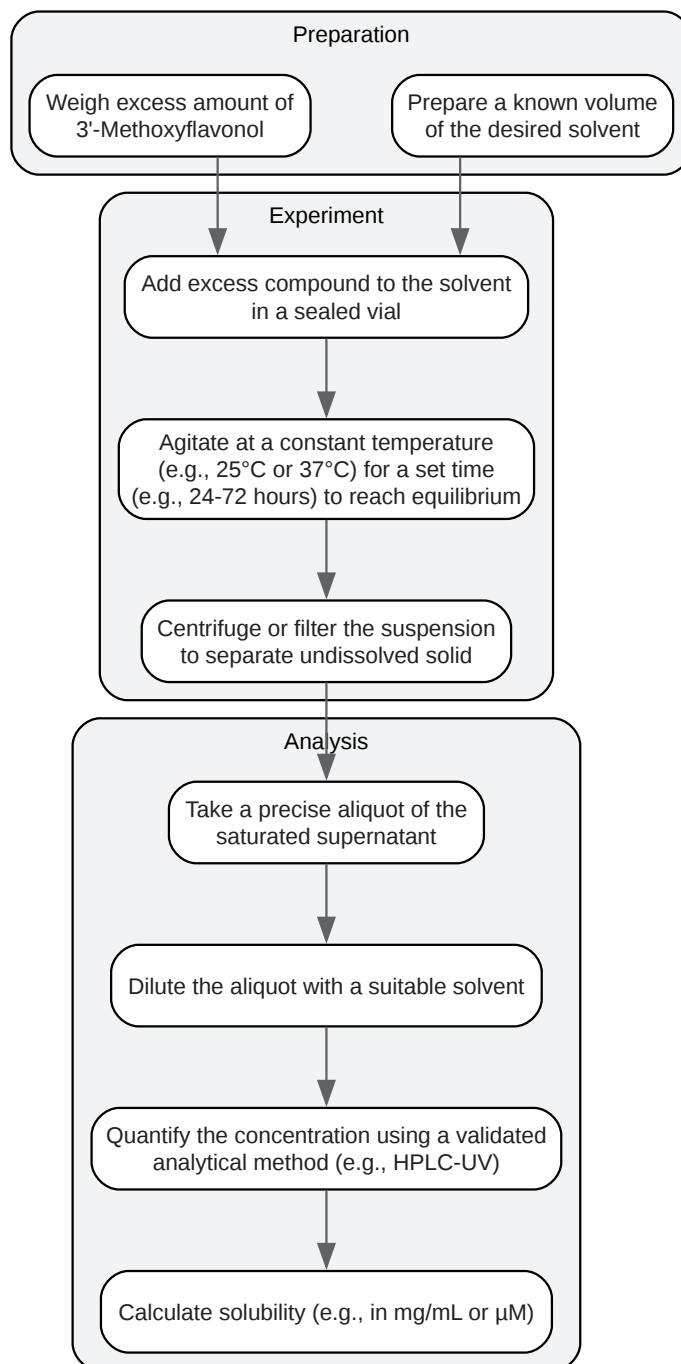 Preparation
Weigh excess amount of
3'-Methoxyflavonol
Prepare a known volume
of the desired solvent
Experiment
Add excess compound to the solvent
in a sealed vial
Agitate at a constant temperature
(e.g., 25°C or 37°C) for a set time
(e.g., 24-72 hours) to reach equilibrium
Centrifuge or filter the suspension
to separate undissolved solid
Analysis
Take a precise aliquot of the
saturated supernatant
Dilute the aliquot with a suitable solvent
Quantify the concentration using a validated
analytical method (e.g., HPLC-UV)
Calculate solubility (e.g., in mg/mL or µM)